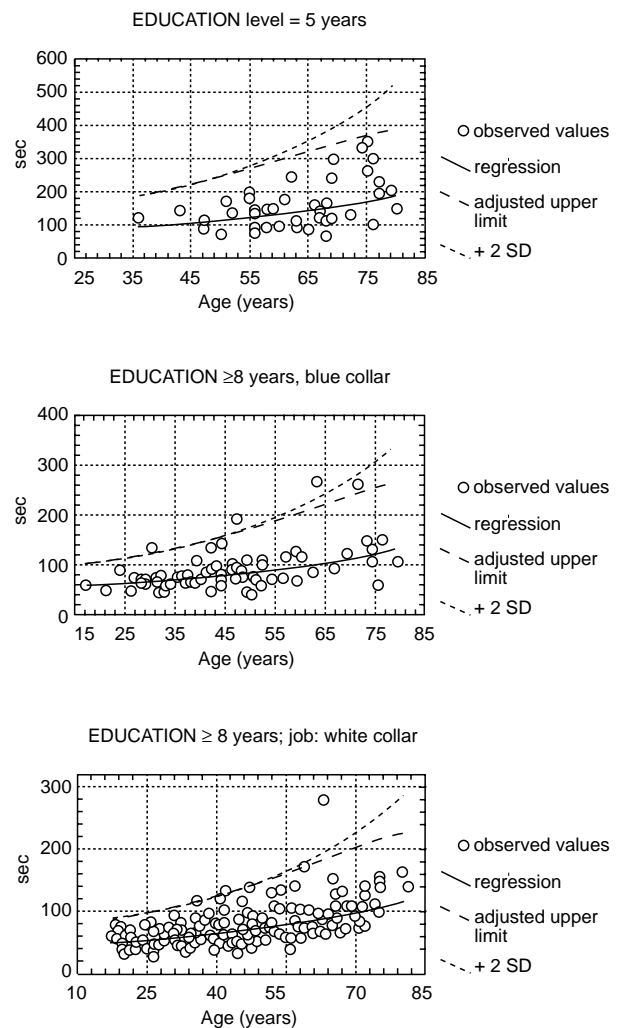 EDUCATION level = 5 years
600
500
400
300
200
100
0
sec
25 35 45 55 65 75 85
Age (years)
observed values
regression
adjusted upper
limit
+ 2 SD
EDUCATION ≥8 years, blue collar
400
300
200
100
0
sec
15 25 35 45 55 65 75 85
Age (years)
observed values
regression
adjusted upper
limit
+ 2 SD
EDUCATION ≥ 8 years; job: white collar
300
200
100
0
sec
10 25 40 55 70 85
Age (years)
observed values
regression
adjusted upper
limit
+ 2 SD